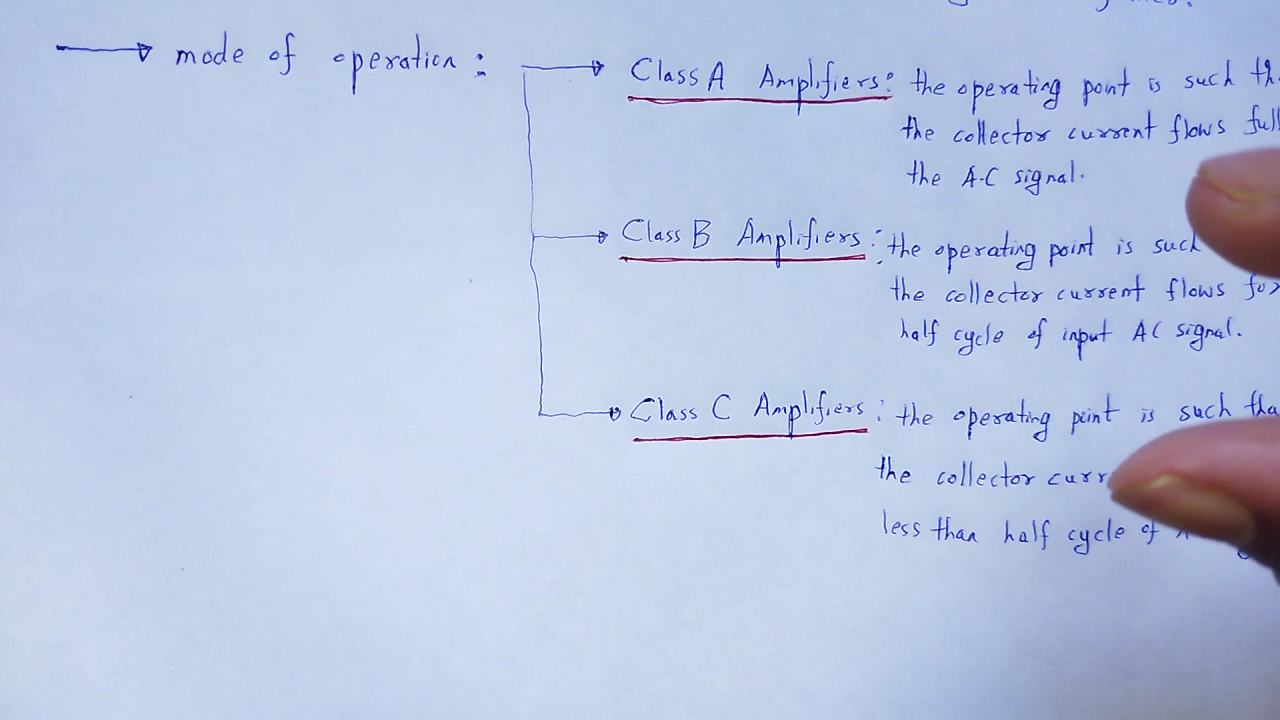 mode of operation :
Class A Amplifiers: the operating point is such
the collector current flows full
the A.C signal.
Class B Amplifiers : the operating point is such
the collector current flows for
half cycle of input AC signal.
Class C Amplifiers : the operating point is such
the collector
less than half cycle of